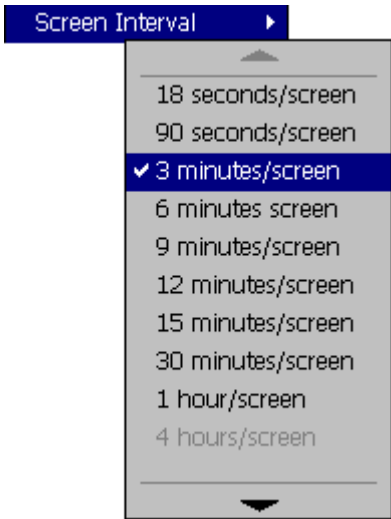 Screen Interval
18 seconds/screen
90 seconds/screen
3 minutes/screen
6 minutes screen
9 minutes/screen
12 minutes/screen
15 minutes/screen
30 minutes/screen
1 hour/screen
4 hours/screen